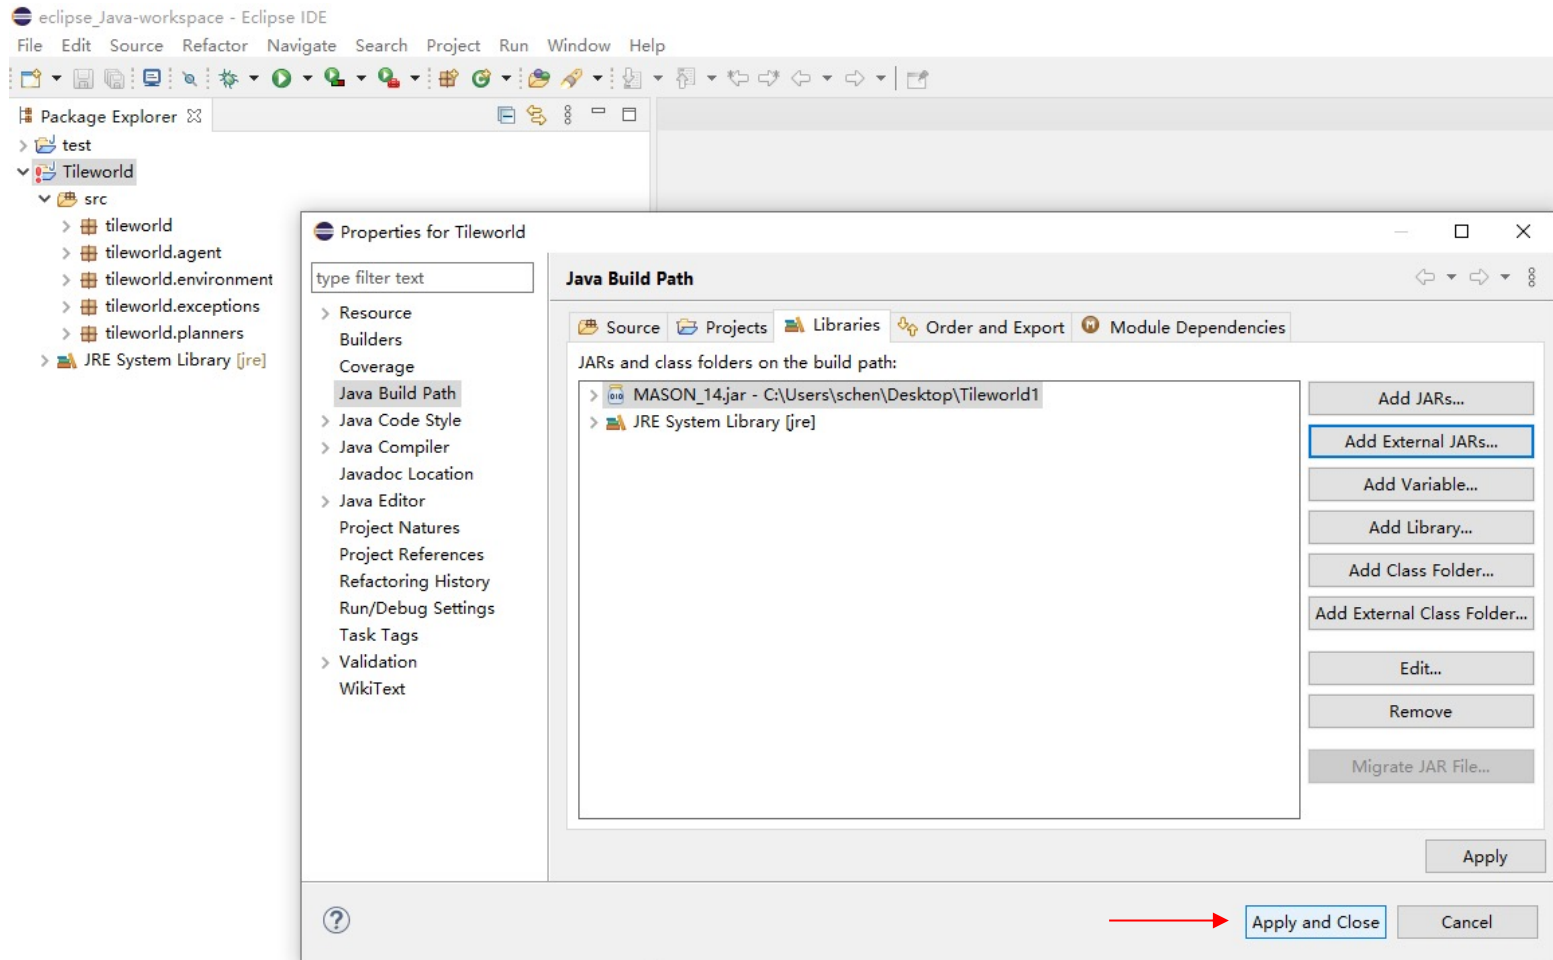 eclipse_Java-workspace - Eclipse IDE
File Edit Source Refactor Navigate Search Project Run Window Help
Package Explorer
test
Tileworld
src
tileworld
tileworld.agent
tileworld.environment
tileworld.exceptions
tileworld.planners
JRE System Library [jre]
Properties for Tileworld
type filter text
Resource
Builders
Coverage
Java Build Path
Java Code Style
Java Compiler
Javadoc Location
Java Editor
Project Natures
Project References
Refactoring History
Run/Debug Settings
Task Tags
Validation
WikiText
Java Build Path
Source Projects Libraries Order and Export Module Dependencies
JARs and class folders on the build path:
MASON_14.jar - C:\Users\schen\Desktop\Tileworld1
JRE System Library [jre]
Add JARs...
Add External JARs...
Add Variable...
Add Library...
Add Class Folder...
Add External Class Folder...
Edit...
Remove
Migrate JAR File...
Apply
Apply and Close Cancel